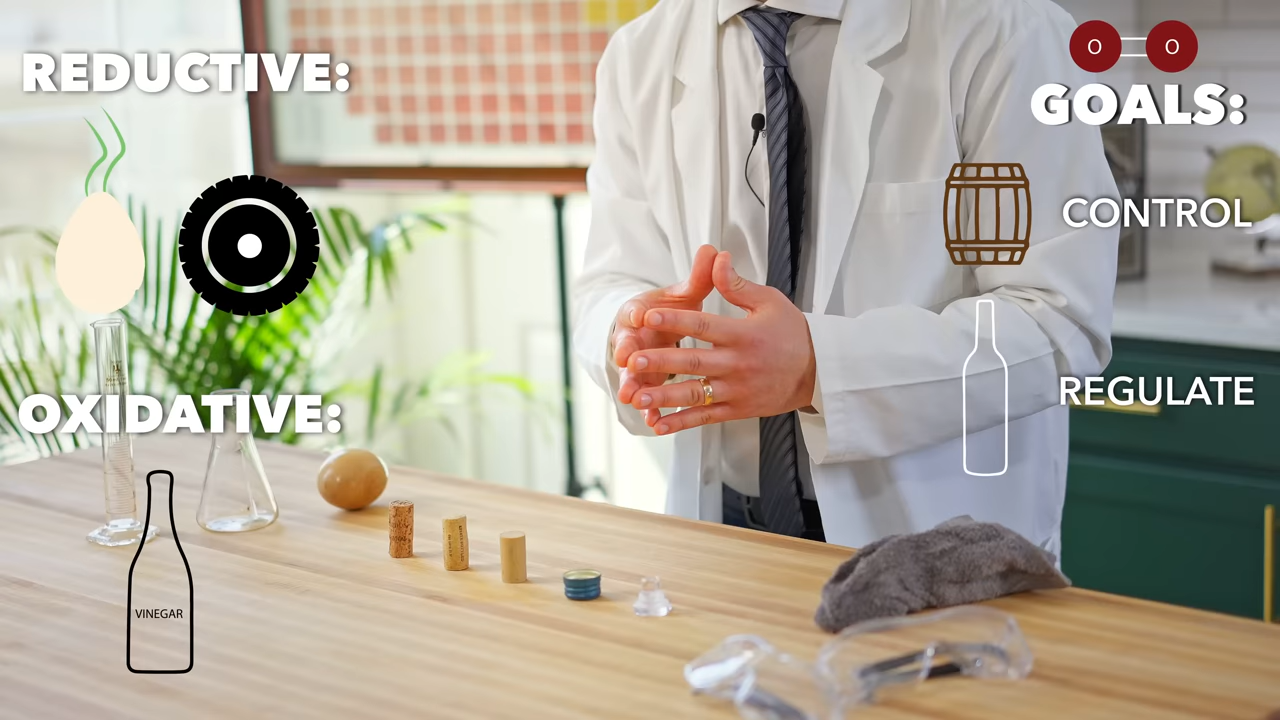 REDUCTIVE:
OXIDATIVE:
VINEGAR
O O
GOALS:
CONTROL
REGULATE